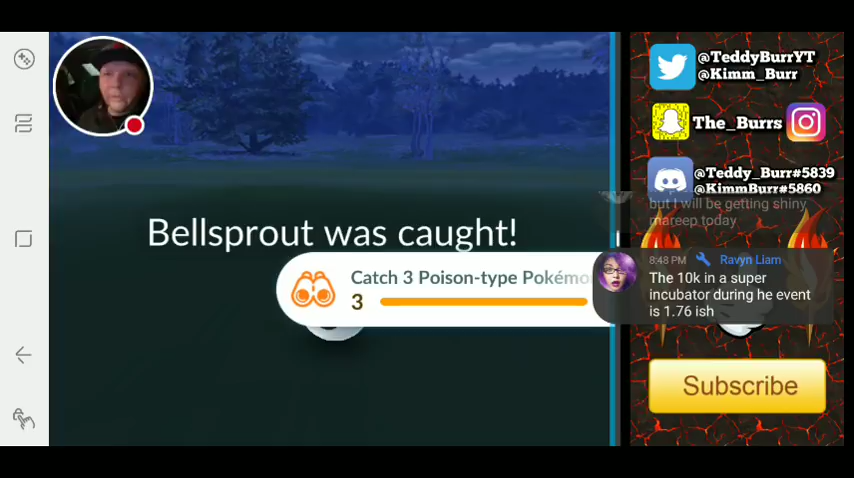 @TeddyBurrYT
@Kimm_Burr
The_Burrs
@Teddy_Burr#5839
@KimmBurr#5860
but I will be getting shiny
mareep today
Bellsprout was caught!
Catch 3 Poison-type Pokémo
3
8:48 PM Ravyn Liam
The 10k in a super
incubator during he event
is 1.76 ish
Subscribe